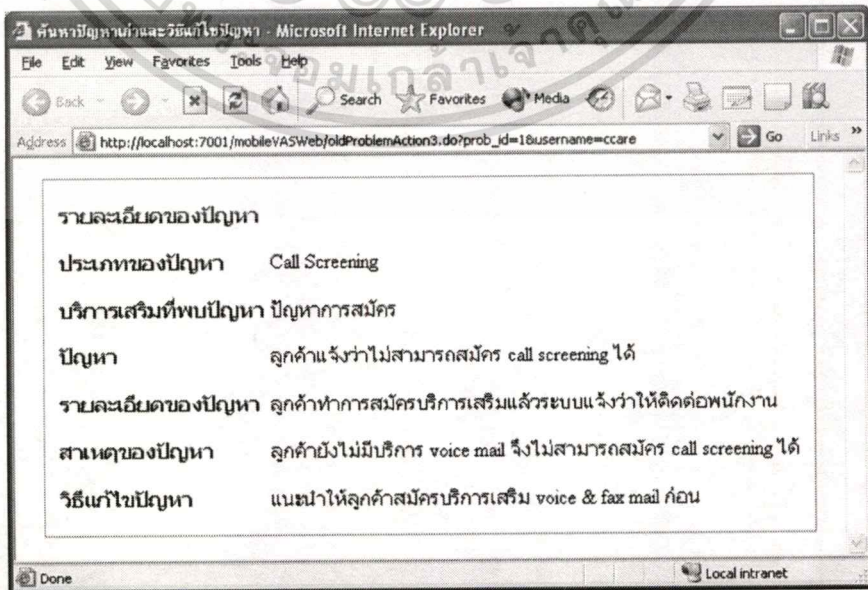 ค้นหาปัญหาเก่าและวิธีแก้ไขปัญหา - Microsoft Internet Explorer
File Edit View Favorites Tools Help
Back Search Favorites Media
Address http://localhost:7001/mobileVASWeb/oldProblemAction3.do?prob_id=1&username=ccare Go Links »
รายละเอียดของปัญหา
ประเภทของปัญหา Call Screening
บริการเสริมที่พบปัญหา ปัญหาการสมัคร
ปัญหา ลูกค้าแจ้งว่าไม่สามารถสมัคร call screening ได้
รายละเอียดของปัญหา ลูกค้าทำการสมัครบริการเสริมแล้วระบบแจ้งว่าให้ติดต่อพนักงาน
สาเหตุของปัญหา ลูกค้ายังไม่มีบริการ voice mail จึงไม่สามารถสมัคร call screening ได้
วิธีแก้ไขปัญหา แนะนำให้ลูกค้าสมัครบริการเสริม voice & fax mail ก่อน
Done Local intranet